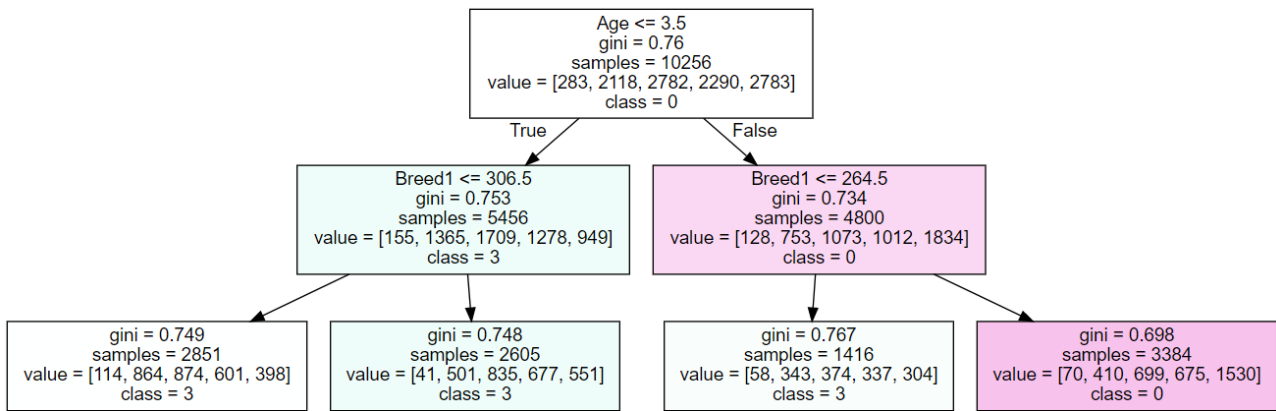 Age <= 3.5
gini = 0.76
samples = 10256
value = [283, 2118, 2782, 2290, 2783]
class = 0
True
False
Breed1 <= 306.5
gini = 0.753
samples = 5456
value = [155, 1365, 1709, 1278, 949]
class = 3
Breed1 <= 264.5
gini = 0.734
samples = 4800
value = [128, 753, 1073, 1012, 1834]
class = 0
gini = 0.749
samples = 2851
value = [114, 864, 874, 601, 398]
class = 3
gini = 0.748
samples = 2605
value = [41, 501, 835, 677, 551]
class = 3
gini = 0.767
samples = 1416
value = [58, 343, 374, 337, 304]
class = 3
gini = 0.698
samples = 3384
value = [70, 410, 699, 675, 1530]
class = 0